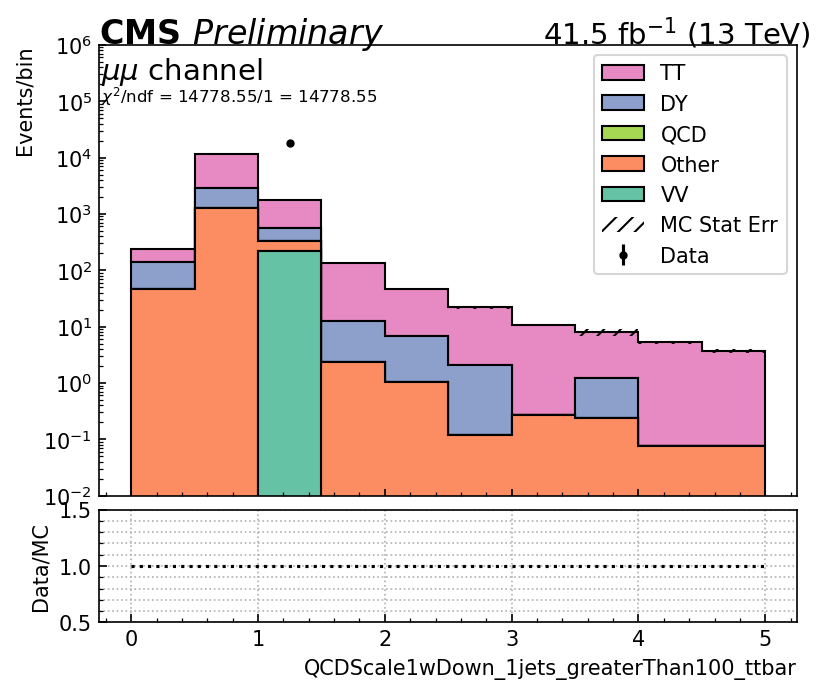 CMS Preliminary 41.5 fb⁻¹ (13 TeV)
μμ channel
χ²/ndf = 14778.55/1 = 14778.55
Events/bin
10⁶
10⁵
10⁴
10³
10²
10¹
10⁰
10⁻¹
10⁻²
TT
DY
QCD
Other
VV
MC Stat Err
Data
Data/MC
1.5
1.0
0.5
0 1 2 3 4 5
QCDScale1wDown_1jets_greaterThan100_ttbar